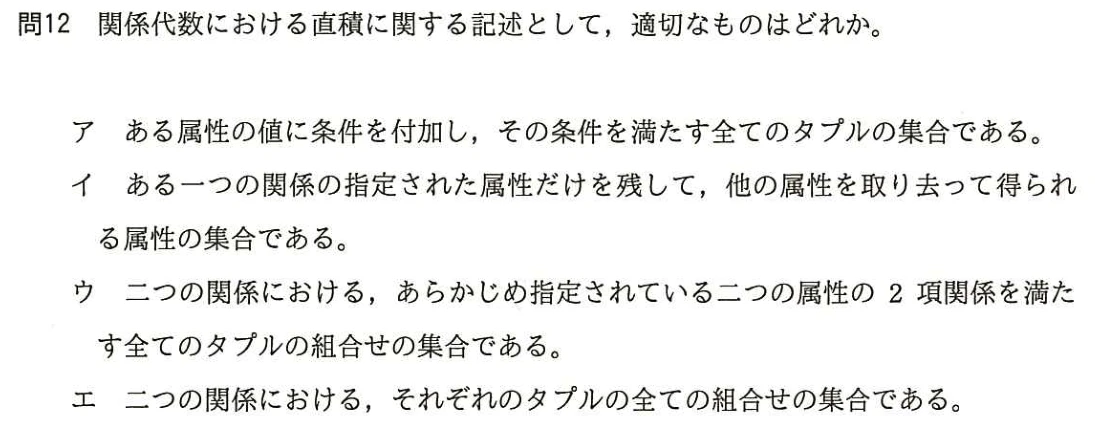 問12 関係代数における直積に関する記述として，適切なものはどれか。
ア ある属性の値に条件を付加し，その条件を満たす全てのタプルの集合である。
イ ある一つの関係の指定された属性だけを残して，他の属性を取り去って得られ
る属性の集合である。
ウ 二つの関係における，あらかじめ指定されている二つの属性の 2 項関係を満た
す全てのタプルの組合せの集合である。
エ 二つの関係における，それぞれのタプルの全ての組合せの集合である。